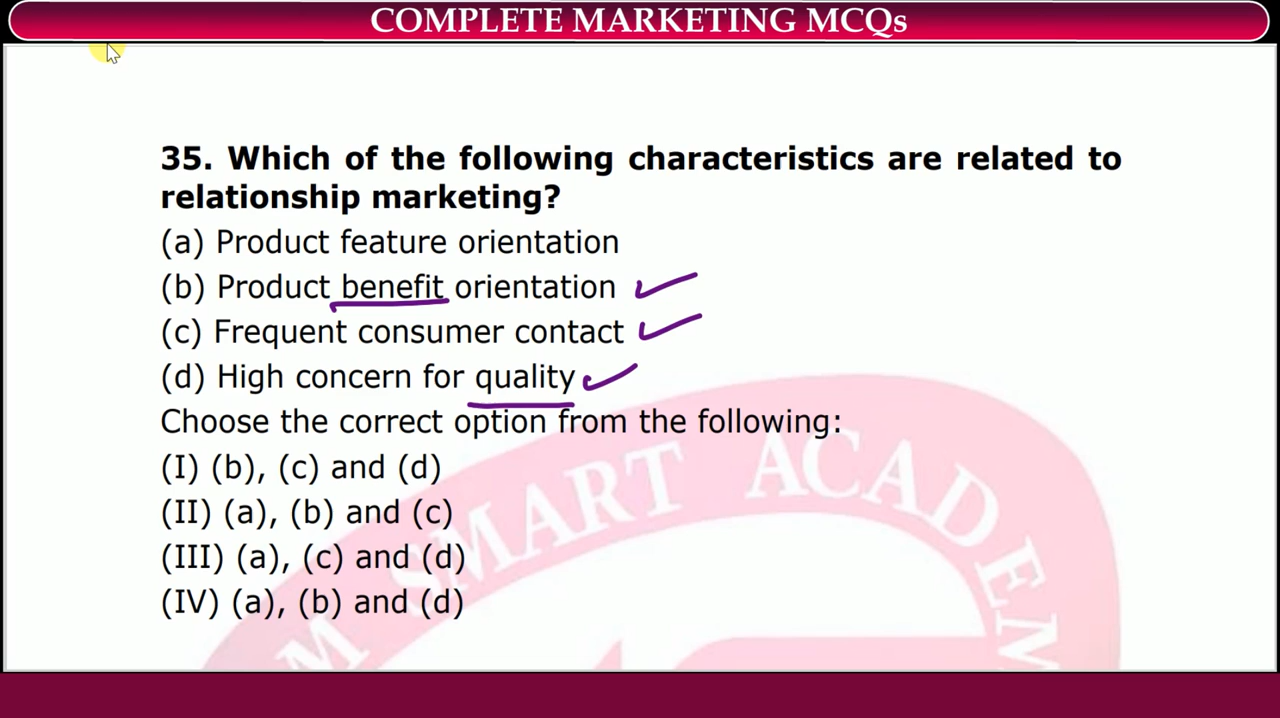 COMPLETE MARKETING MCQs
35. Which of the following characteristics are related to
relationship marketing?
(a) Product feature orientation
(b) Product benefit orientation
(c) Frequent consumer contact
(d) High concern for quality
Choose the correct option from the following:
(I) (b), (c) and (d)
(II) (a), (b) and (c)
(III) (a), (c) and (d)
(IV) (a), (b) and (d)
M SMART ACADEM